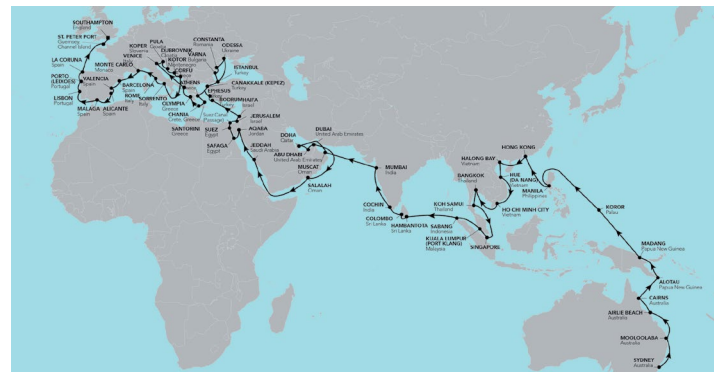 SOUTHAMPTON
England
ST. PETER PORT
Guernsey
Channel Island
LA CORUNA
Spain
PORTO
(LEIXOES)
Portugal
LISBON
Portugal
MALAGA
Spain
ALICANTE
Spain
VALENCIA
Spain
BARCELONA
Spain
MONTE CARLO
Monaco
ROME
Italy
SORRENTO
Italy
VENICE
KOPER
Slovenia
PULA
Croatia
DUBROVNIK
Croatia
KOTOR
Montenegro
CORFU
OLYMPIA
Greece
ATHENS
CHANIA
Crete, Greece
SANTORINI
Greece
CONSTANTA
Romania
VARNA
Bulgaria
ODESSA
Ukraine
ISTANBUL
Turkey
CANAKKALE (KEPEZ)
Turkey
EPHESUS
BODRUM
HAIFA
Israel
JERUSALEM
Israel
Suez Canal
(Passage)
SUEZ
Egypt
AQABA
Jordan
SAFAGA
Egypt
JEDDAH
Saudi Arabia
SALALAH
Oman
MUSCAT
Oman
DOHA
Qatar
ABU DHABI
United Arab Emirates
DUBAI
United Arab Emirates
MUMBAI
India
COCHIN
India
COLOMBO
Sri Lanka
HAMBANTOTA
Sri Lanka
SABANG
Indonesia
KUALA LUMPUR
(PORT KLANG)
Malaysia
SINGAPORE
KOH SAMUI
Thailand
BANGKOK
Thailand
HO CHI MINH CITY
Vietnam
HUE
(DA NANG)
Vietnam
HALONG BAY
Vietnam
HONG KONG
MANILA
Philippines
KOROR
Palau
MADANG
Papua New Guinea
ALOTAU
Papua New Guinea
CAIRNS
Australia
AIRLIE BEACH
Australia
MOOLOOLABA
Australia
SYDNEY
Australia